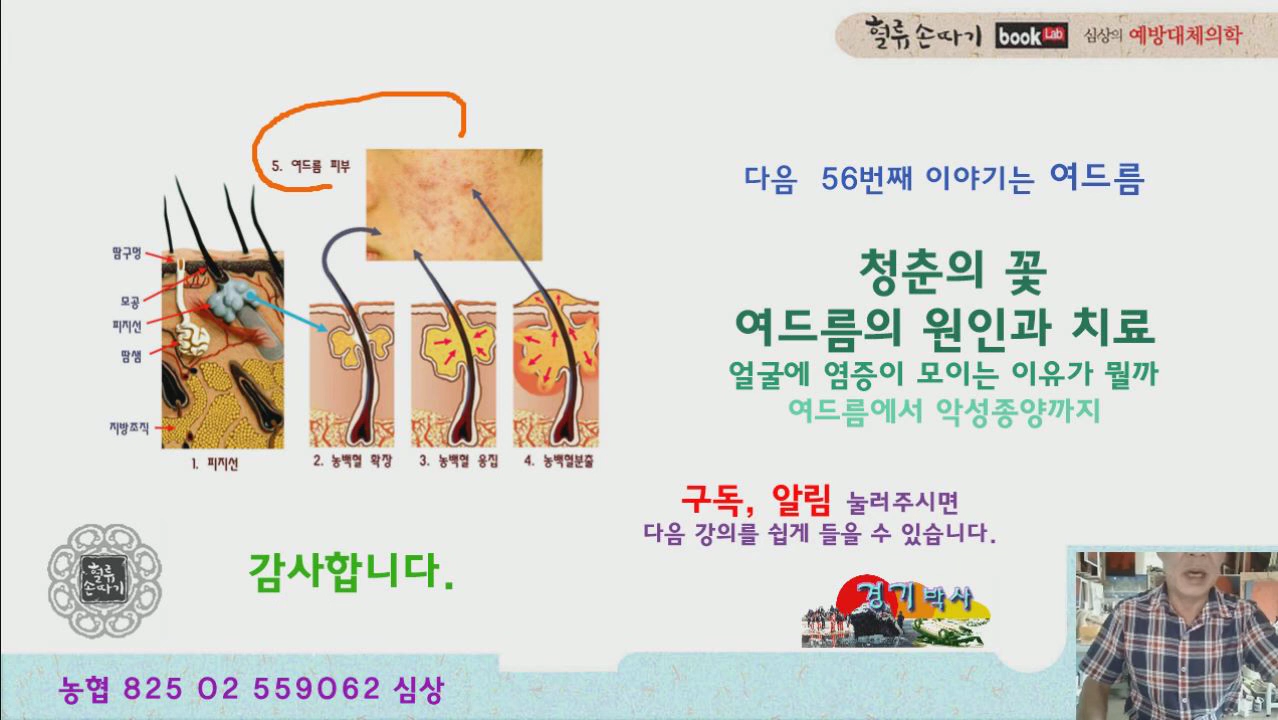 혈류 손따기 book Lab 심상의 예방대체의학
5. 여드름 피부
다음 56번째 이야기는 여드름
땀구멍
모공
피지선
땀샘
지방조직
1. 피지선
2. 농백혈 확장
3. 농백혈 응집
4. 농백혈분출
청춘의 꽃
여드름의 원인과 치료
얼굴에 염증이 모이는 이유가 뭘까
여드름에서 악성종양까지
구독, 알림 눌러주시면
다음 강의를 쉽게 들을 수 있습니다.
혈류
손따기
감사합니다.
경기박사
농협 825 02 559062 심상